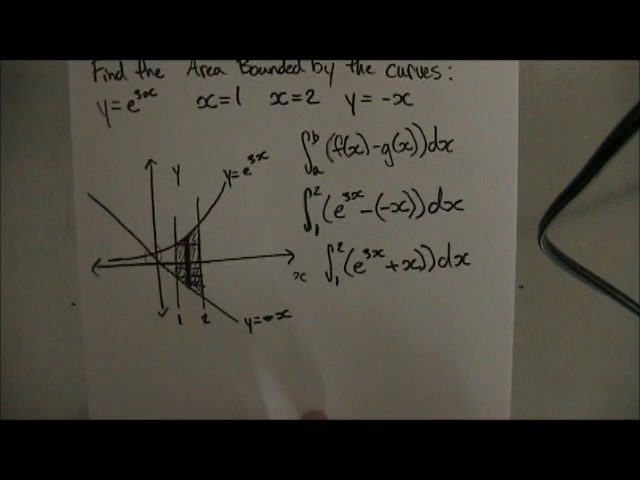 Find the Area Bounded by the curves:
y=e^3x x=1 x=2 y=-x
∫_a^b (f(x)-g(x))dx
y
y=e^3x
∫_1^2 (e^3x-(-x))dx
∫_1^2 (e^3x+x))dx
x
1 2 y=-x